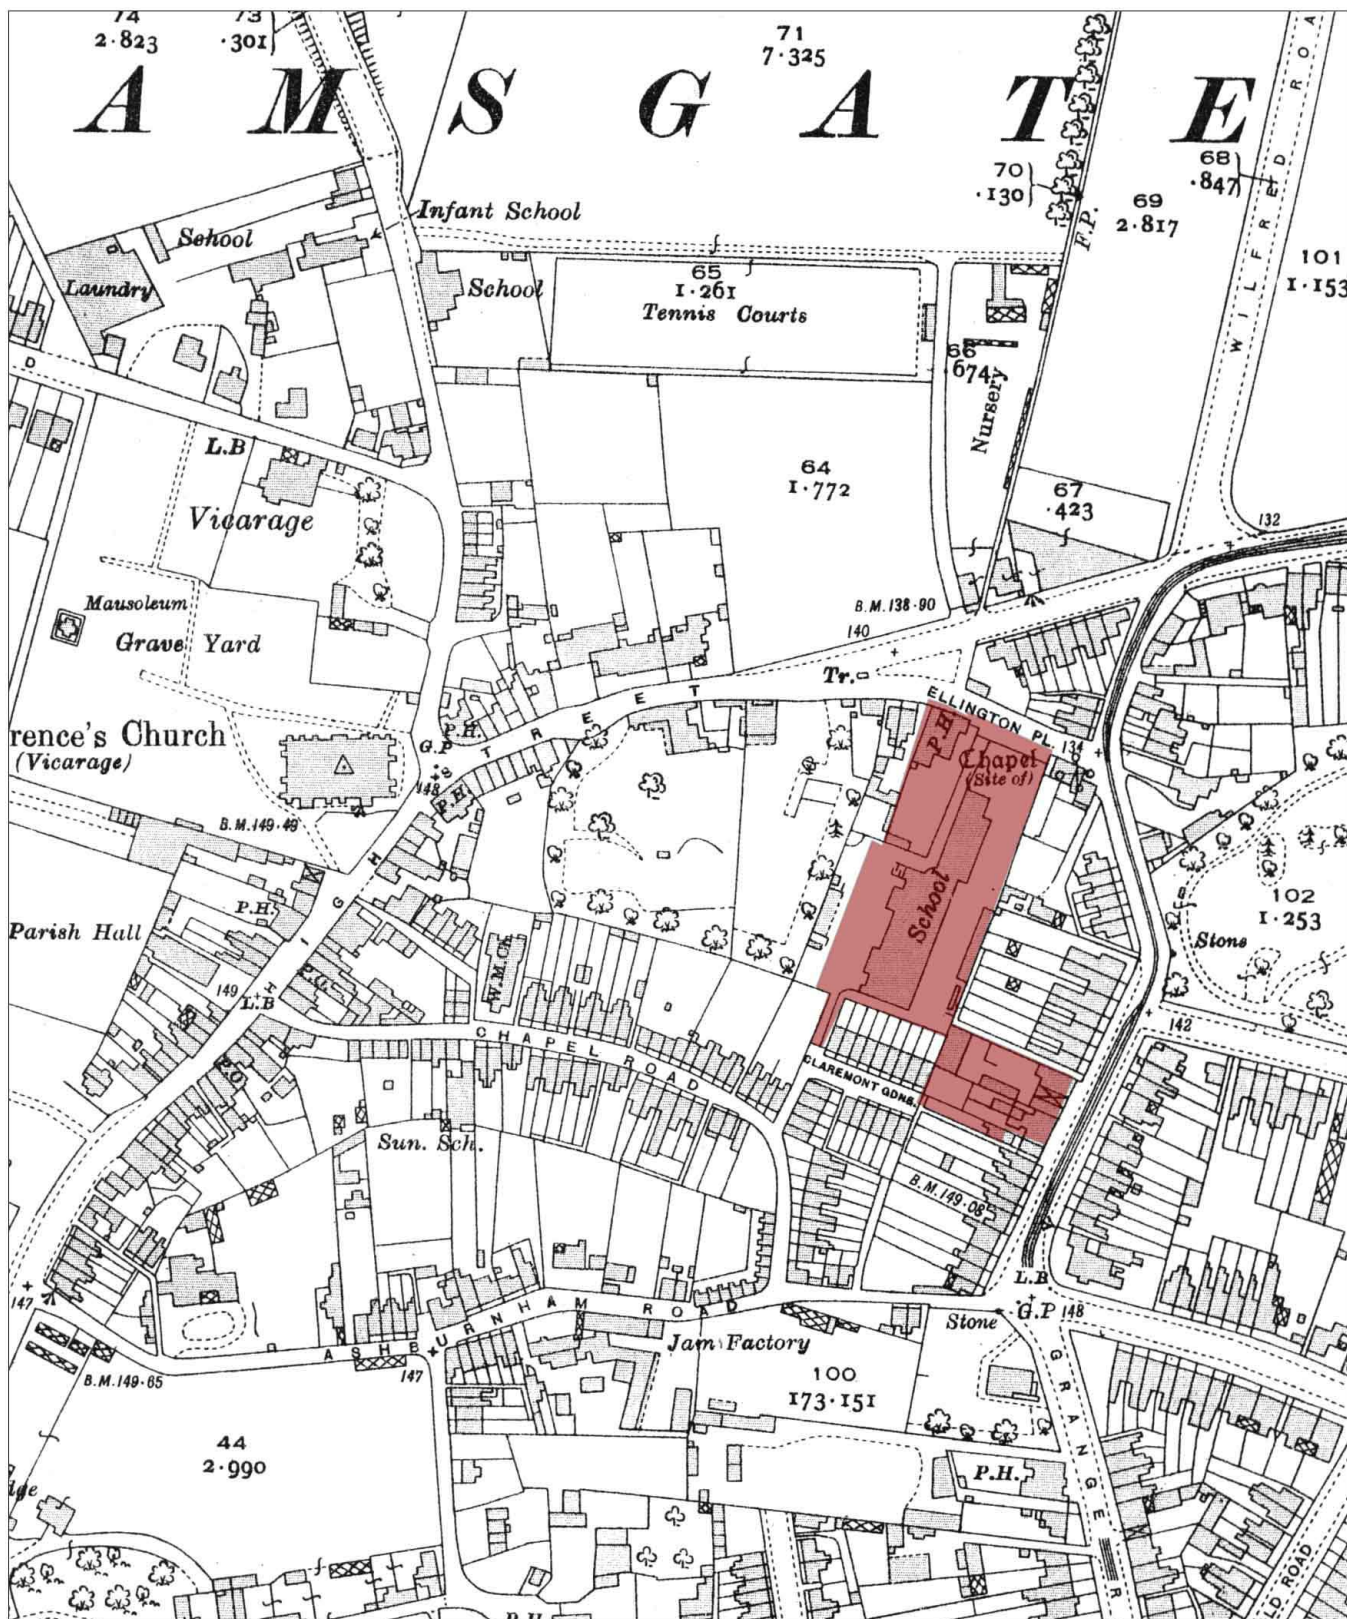 74
2·823
73
·301
71
7·325
AMSGATE
70
·130
68
·847
69
2·817
F.P.
WILFRED ROA
101
1·153
Infant School
School
Laundry
School
65
1·261
Tennis Courts
66
·674
Nursery
D
L.B
Vicarage
64
1·772
67
·423
132
Mausoleum
Grave Yard
B.M.138·90
140
Tr.
ELLINGTON PL.
134
P.H.
Chapel
(Site of)
rence's Church
(Vicarage)
P.H.
G.P
148
P.H.
HIGH STREET
B.M.149·49
School
102
1·253
Stone
P.H.
Parish Hall
W.M.Ch.
149
L.B
P.H.
P.O
CHAPEL ROAD
142
CLAREMONT GDNS.
Sun. Sch.
B.M.149·08
L.B
147
ASHBURNHAM ROAD
Stone
G.P
148
Jam Factory
B.M.149·65
147
100
173·151
GRANGE R
44
2·990
dge
P.H.
D ROAD
P.H.